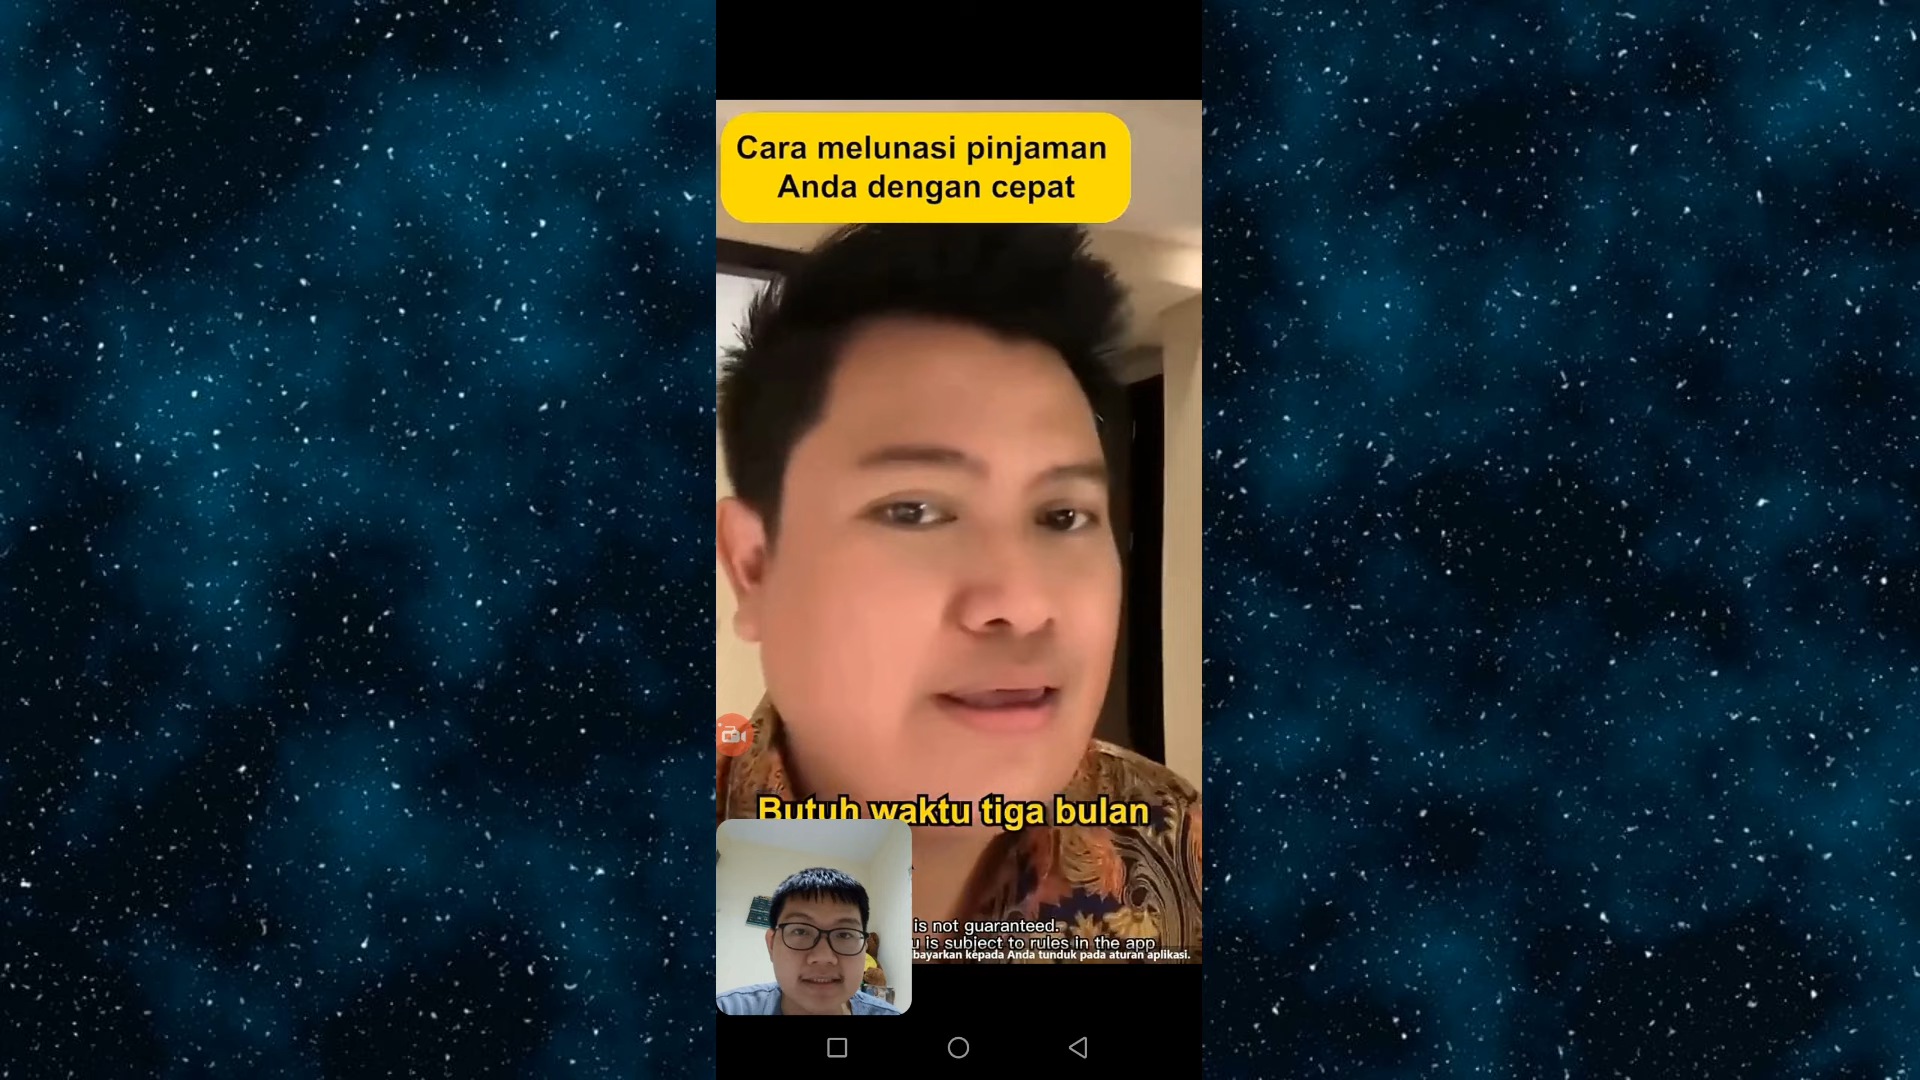 Cara melunasi pinjaman
Anda dengan cepat
Butuh waktu tiga bulan
is not guaranteed.
is subject to rules in the app
bayarkan kepada Anda tunduk pada aturan aplikasi.